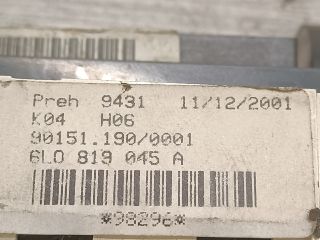 Preh 9431 11/12/2001
K04 H06
90151.190/0001
6L0 819 045 A
*98296*